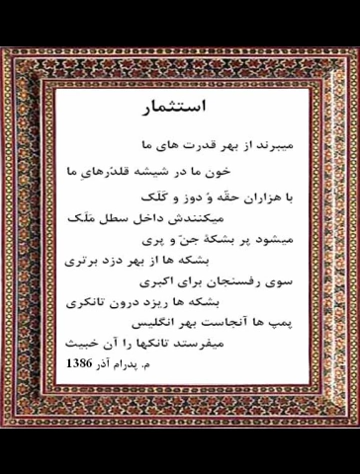 استثمار
میبرند از بهر قدرت های ما
خون ما در شیشه قلدرهایِ ما
با هزاران حقّه وَ دوز و کَلَک
میکنندش داخل سطل مَلَک
میشود پر بشکهٔ جنّ و پری
بشکه ها از بهر دزد برتری
سوی رفسنجان برای اکبری
بشکه ها ریزد درون تانکری
پمپ ها آنجاست بهر انگلیس
میفرستد تانکها را آن خبیث
م. پدرام آذر 1386